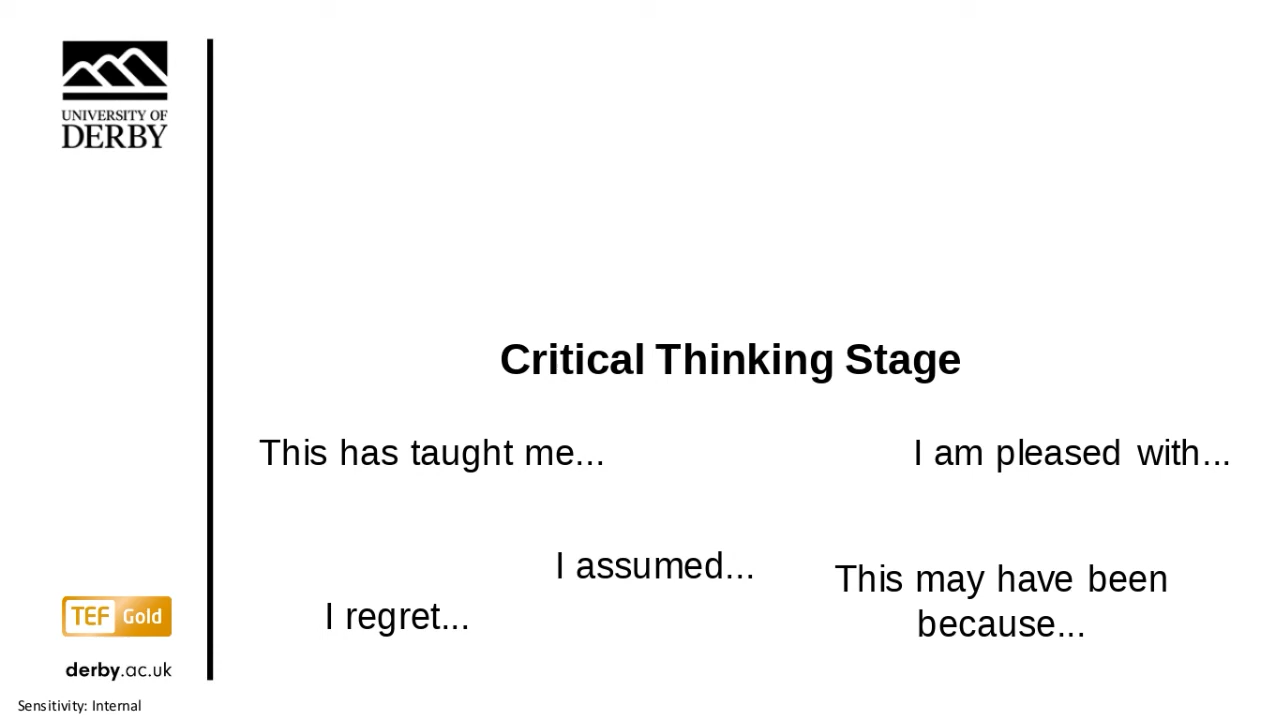 UNIVERSITY OF
DERBY
Critical Thinking Stage
This has taught me...
I am pleased with...
I assumed...
This may have been
because...
I regret...
TEF Gold
derby.ac.uk
Sensitivity: Internal